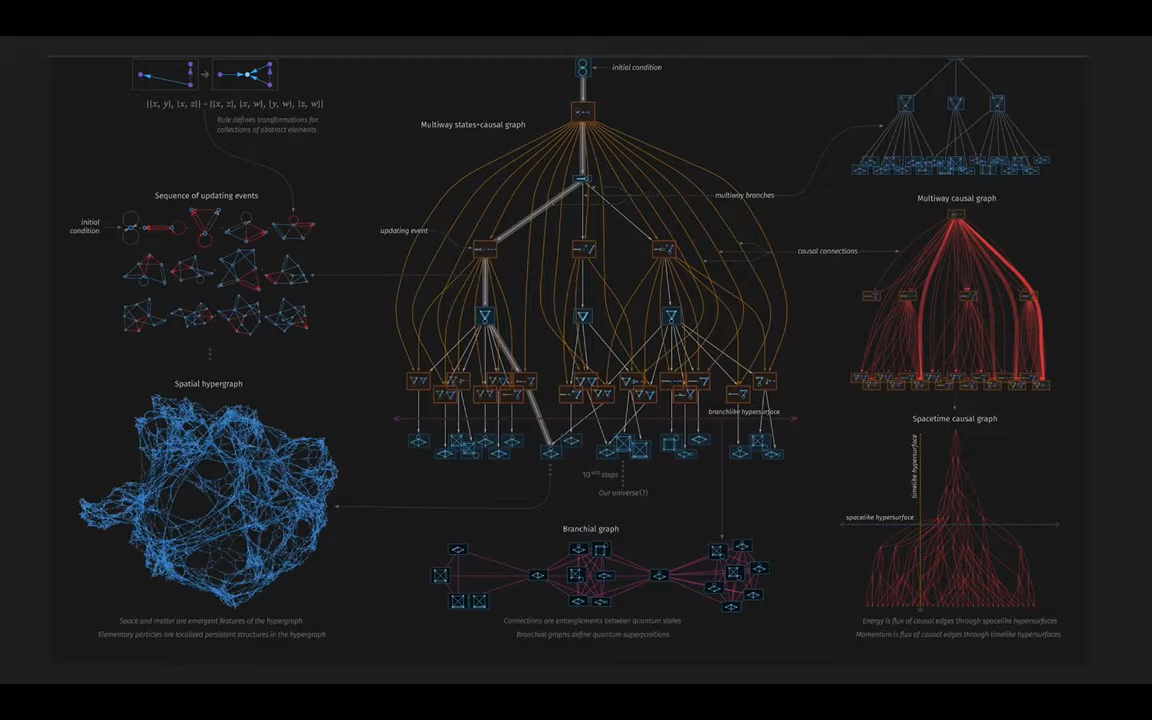 initial condition
{{x, y}, {x, z}} → {{x, z}, {x, w}, {y, w}, {z, w}}
Rule defines transformations for
collections of abstract elements
Multiway states+causal graph
Sequence of updating events
initial
condition
multiway branches
Multiway causal graph
updating event
causal connections
Spatial hypergraph
branchlike hypersurface
Spacetime causal graph
timelike hypersurface
steps
Our universe(?)
spacelike hypersurface
Branchial graph
Space and matter are emergent features of the hypergraph
Elementary particles are localized persistent structures in the hypergraph
Connections are entanglements between quantum states
Branchial graphs define quantum superpositions
Energy is flux of causal edges through spacelike hypersurfaces
Momentum is flux of causal edges through timelike hypersurfaces